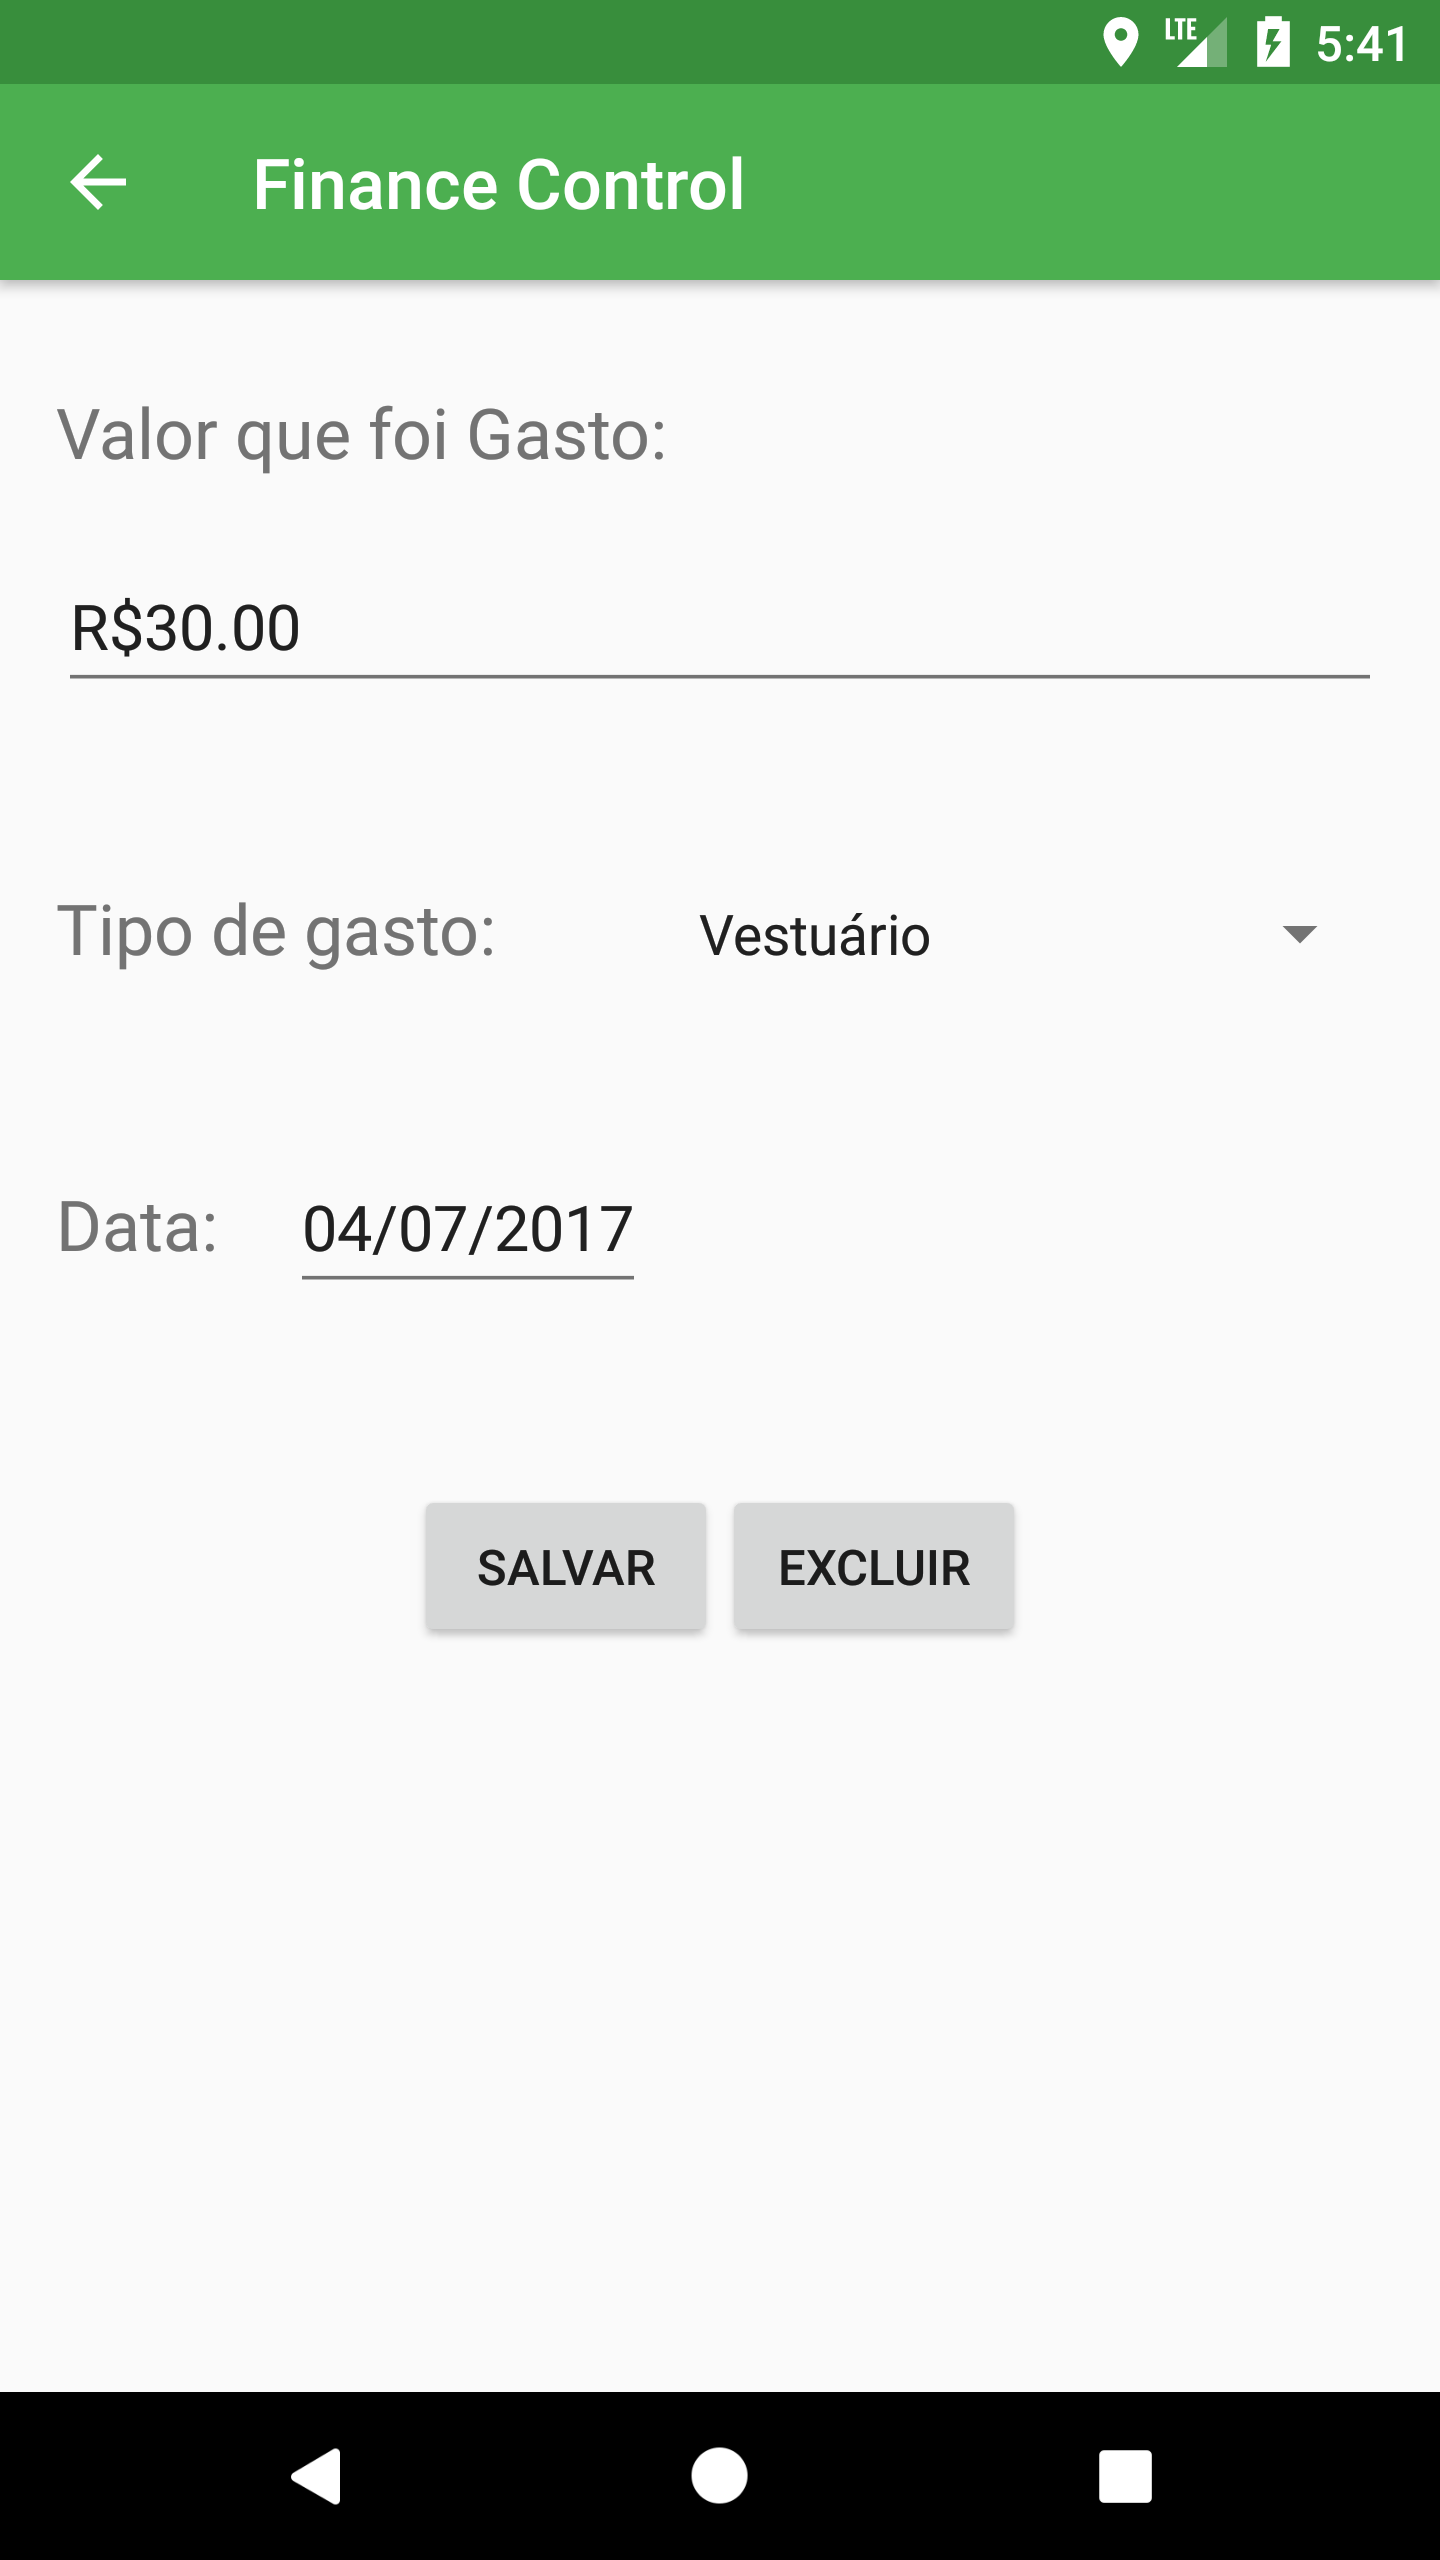 LTE 5:41
Finance Control
Valor que foi Gasto:
R$30.00
Tipo de gasto: Vestuário
Data: 04/07/2017
SALVAR EXCLUIR